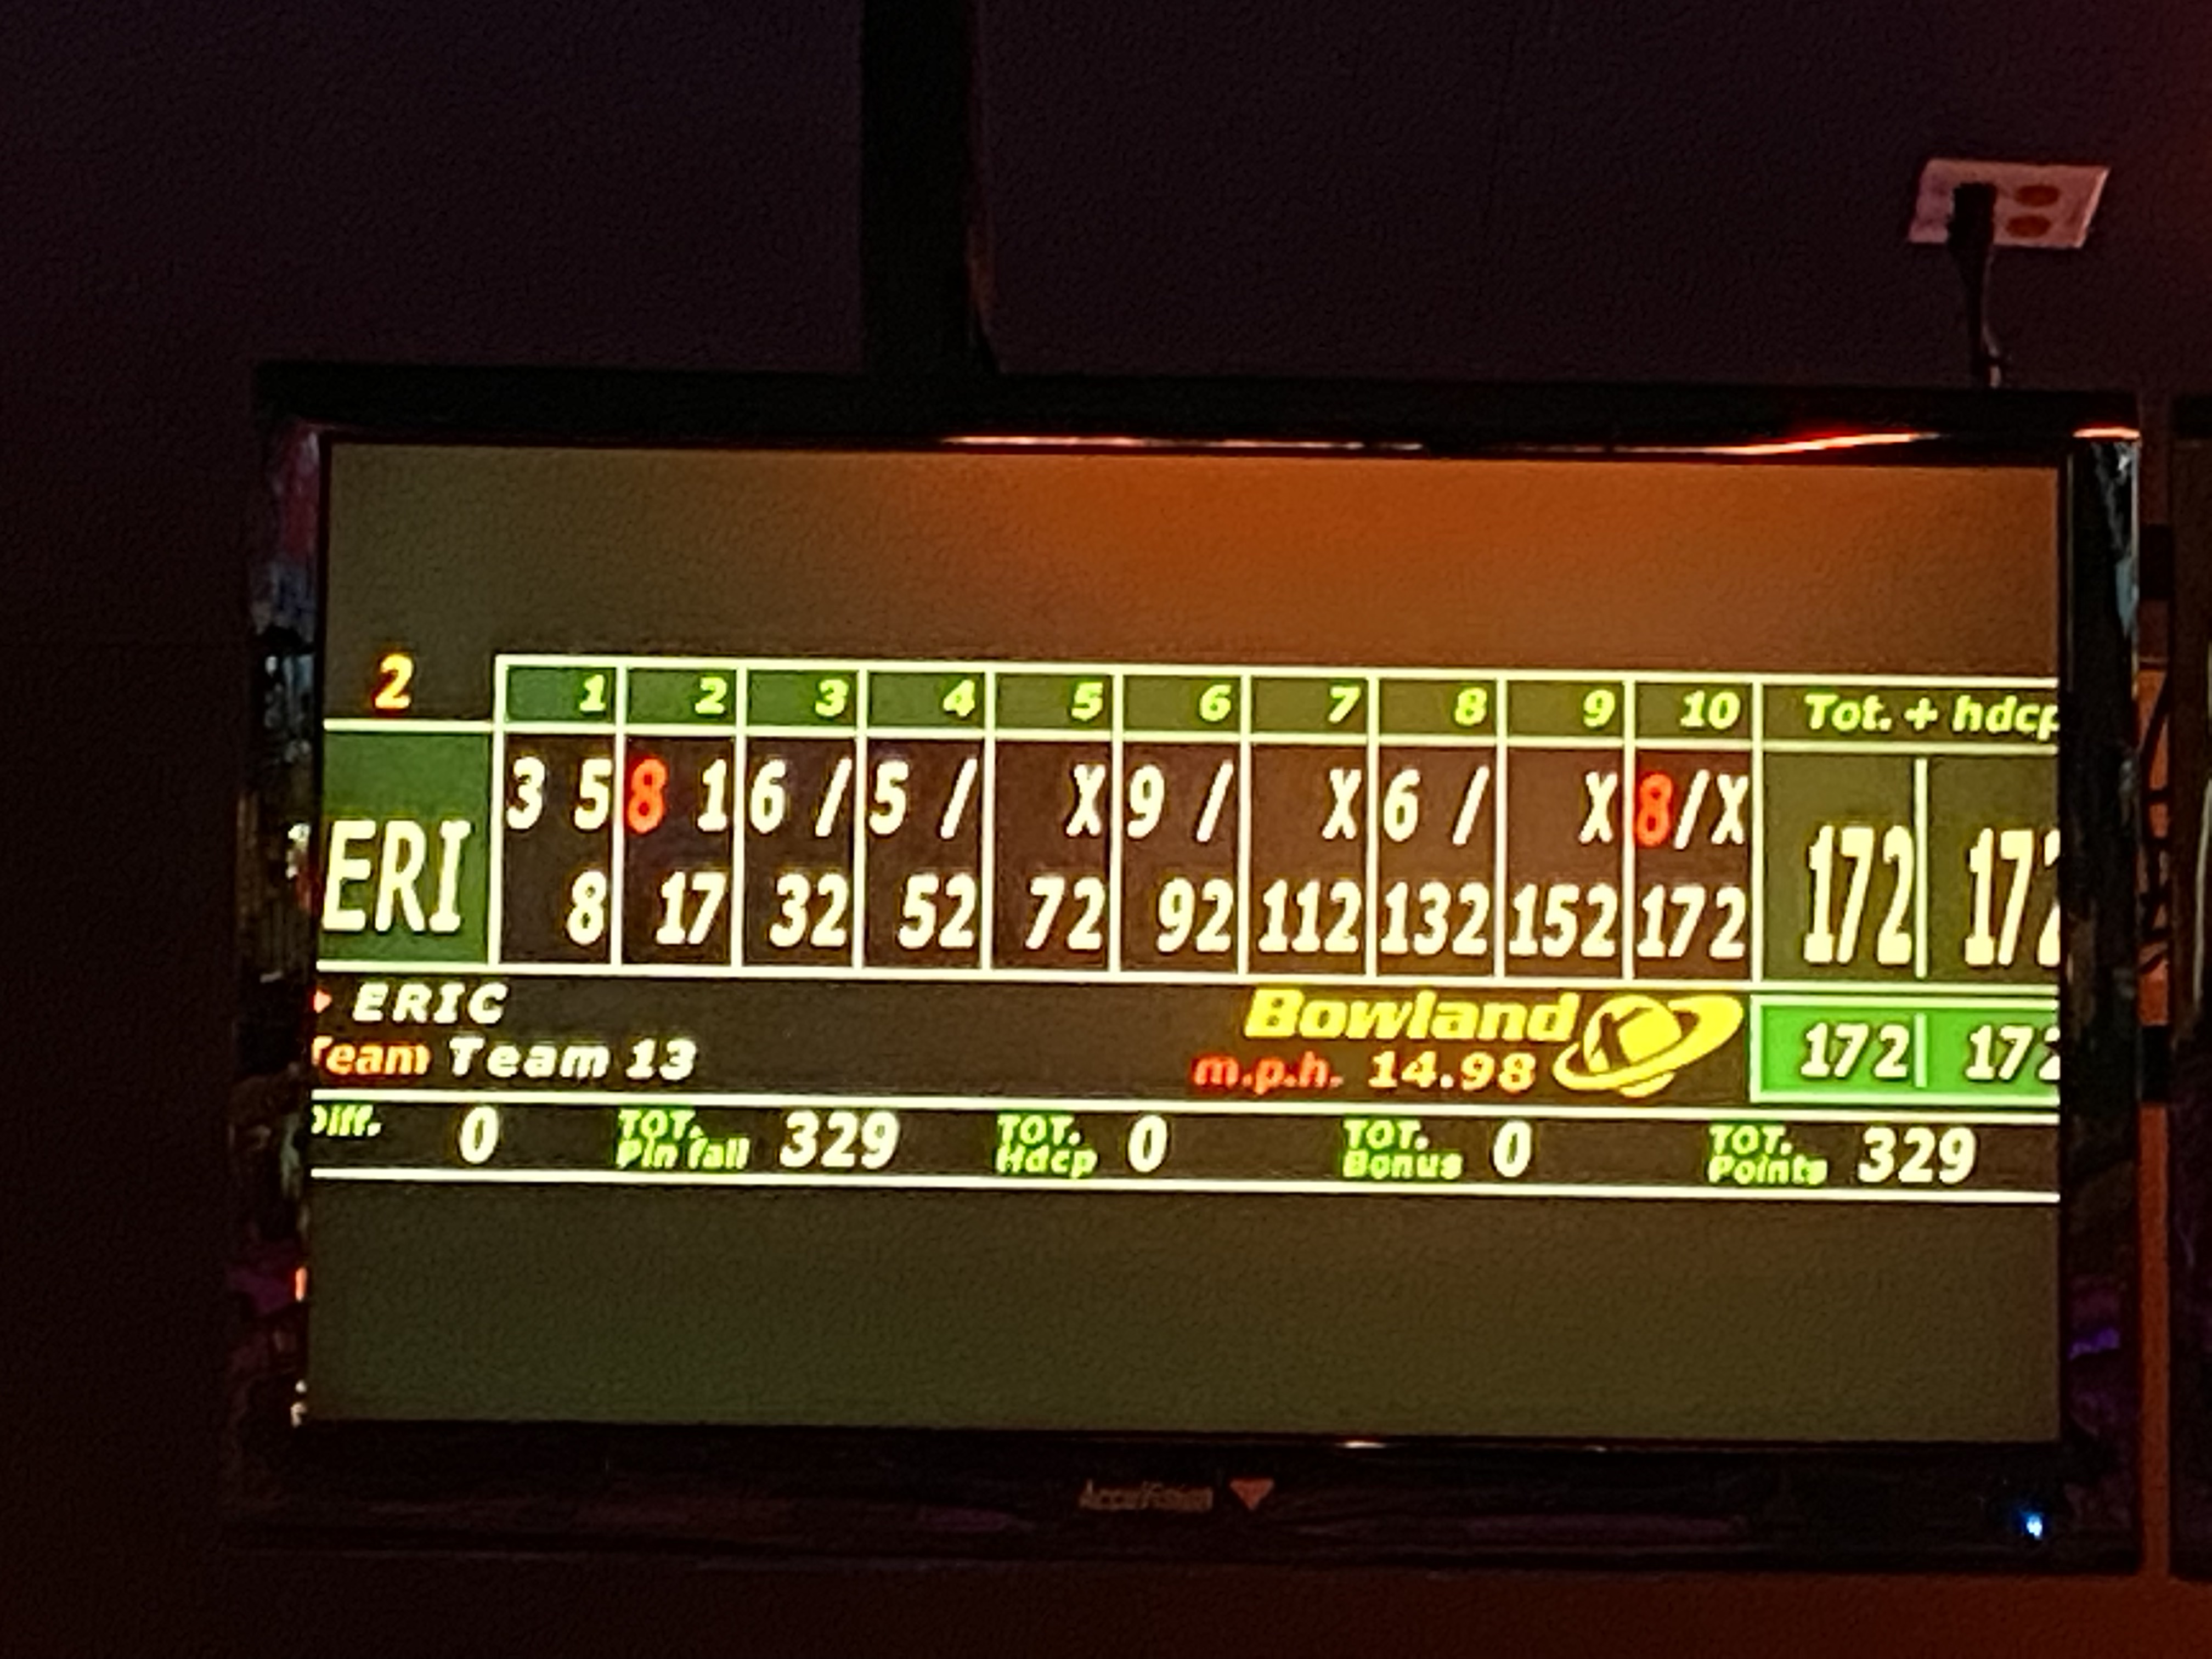 2 1 2 3 4 5 6 7 8 9 10 Tot. + hdcp
3 5 8 1 6 / 5 / X 9 / X 6 / X 8/X
ERI 8 17 32 52 72 92 112 132 152 172 172 172
ERIC Bowland
Team Team 13 m.p.h. 14.98 172 172
Diff. 0 TOT. Pin fall 329 TOT. Hdcp 0 TOT. Bonus 0 TOT. Points 329
AccuVision